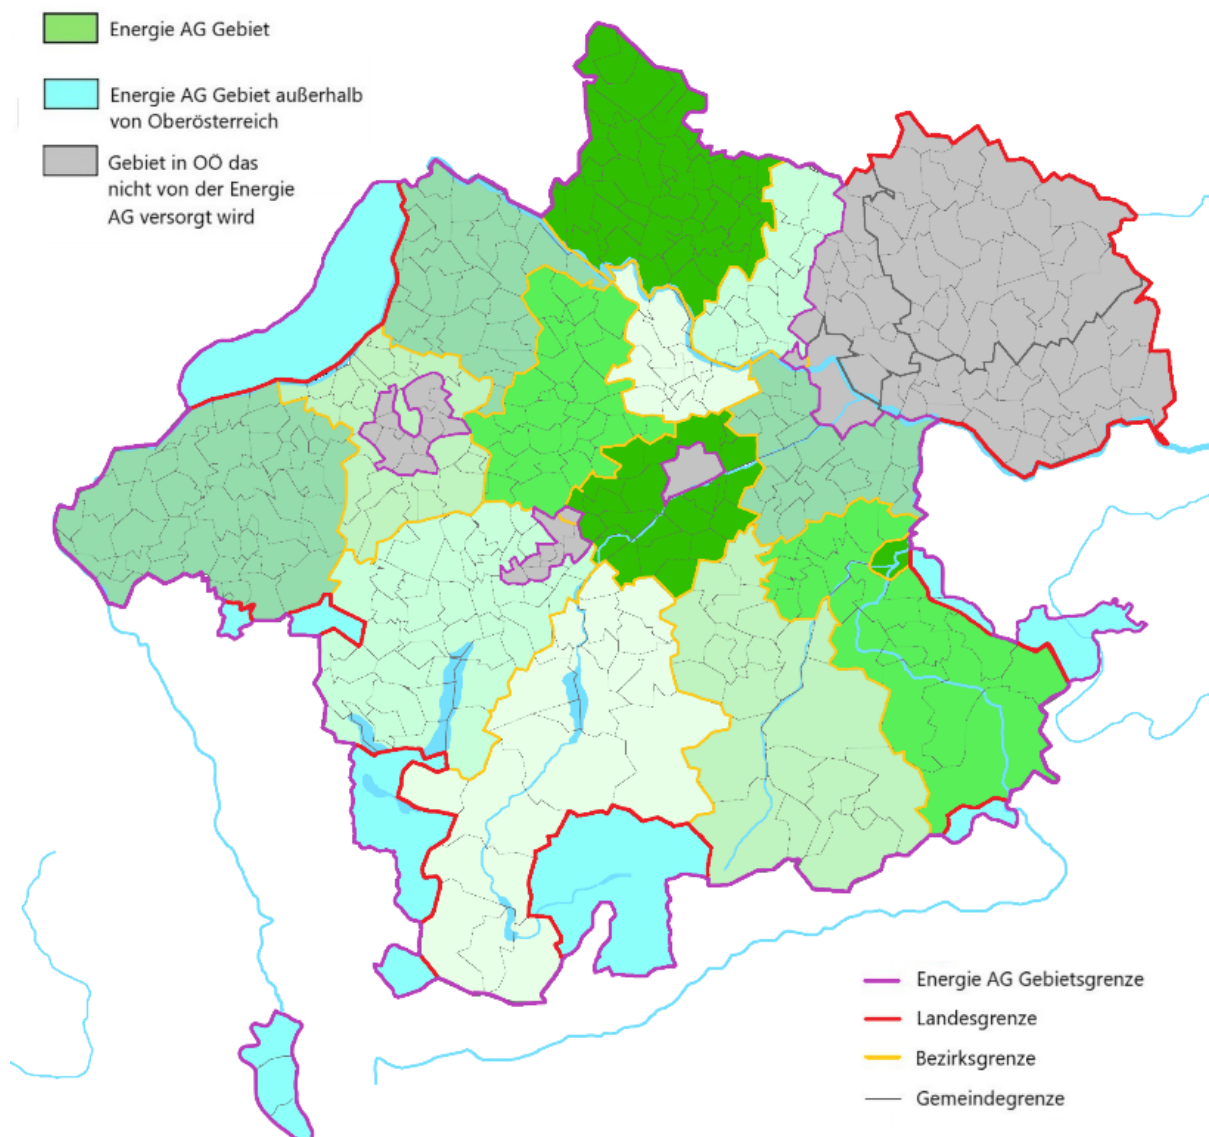 Energie AG Gebiet
Energie AG Gebiet außerhalb
von Oberösterreich
Gebiet in OÖ das
nicht von der Energie
AG versorgt wird
Energie AG Gebietsgrenze
Landesgrenze
Bezirksgrenze
Gemeindegrenze